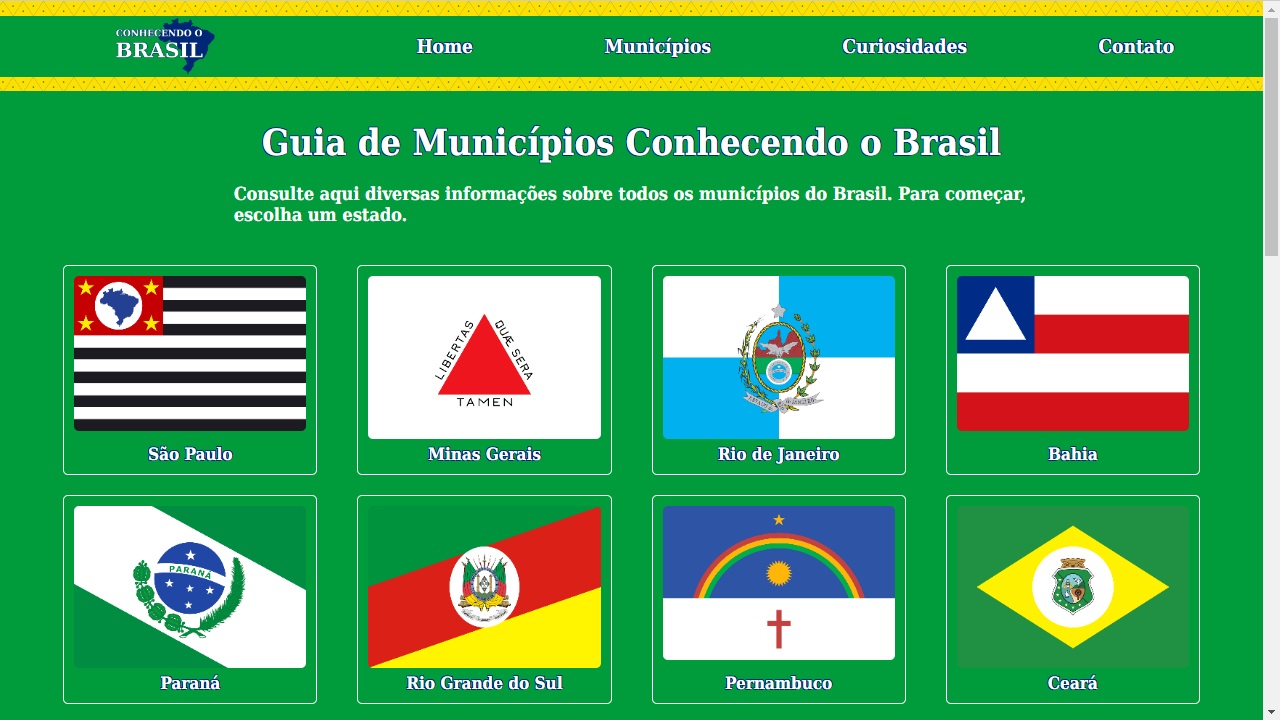 CONHECENDO O
BRASIL
Home
Municípios
Curiosidades
Contato
Guia de Municípios Conhecendo o Brasil
Consulte aqui diversas informações sobre todos os municípios do Brasil. Para começar,
escolha um estado.
LIBERTAS
QUÆ SERA
TAMEN
São Paulo
Minas Gerais
Rio de Janeiro
Bahia
PARANÁ
Paraná
Rio Grande do Sul
Pernambuco
Ceará